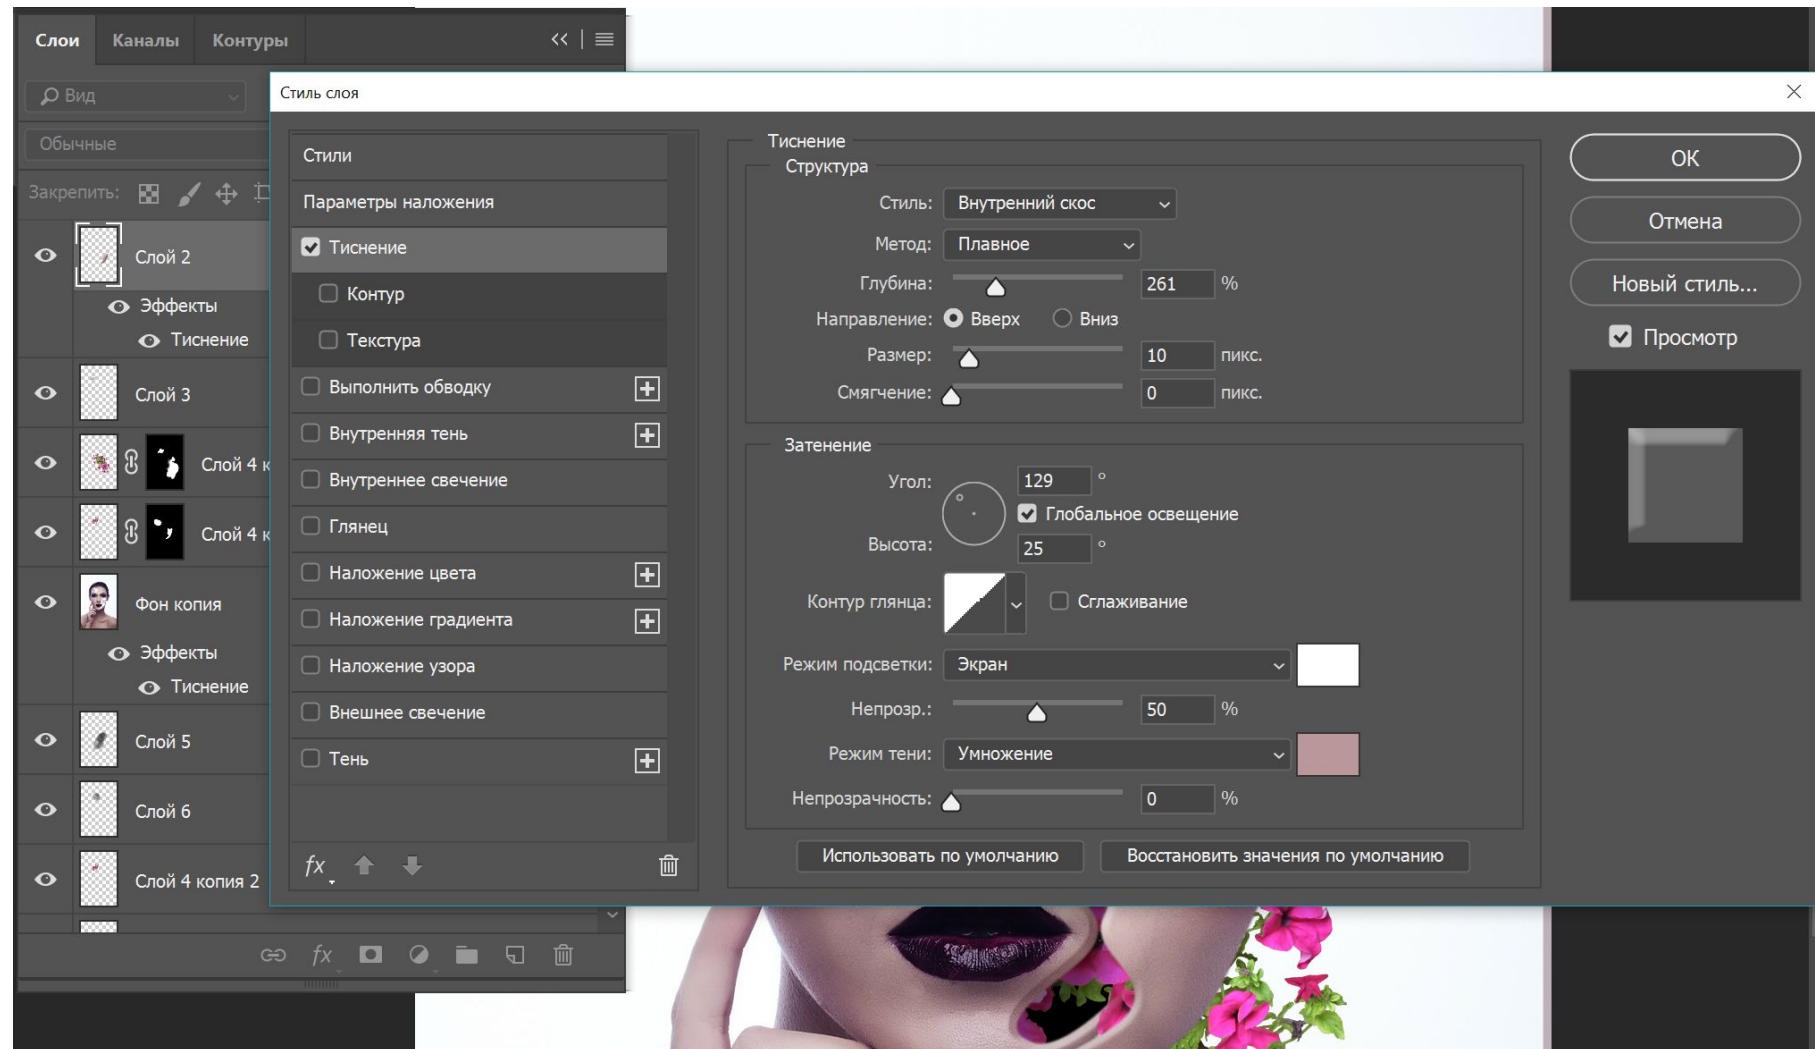 Слои Каналы Контуры
Вид
Обычные
Закрепить:
Слой 2
Эффекты
Тиснение
Слой 3
Слой 4 к
Слой 4 к
Фон копия
Эффекты
Тиснение
Слой 5
Слой 6
Слой 4 копия 2
fx
Стиль слоя
Стили
Параметры наложения
Тиснение
Контур
Текстура
Выполнить обводку
Внутренняя тень
Внутреннее свечение
Глянец
Наложение цвета
Наложение градиента
Наложение узора
Внешнее свечение
Тень
fx
Тиснение
Структура
Стиль: Внутренний скос
Метод: Плавное
Глубина: 261 %
Направление: Вверх Вниз
Размер: 10 пикс.
Смягчение: 0 пикс.
Затенение
Угол: 129 °
Глобальное освещение
Высота: 25 °
Контур глянца: Сглаживание
Режим подсветки: Экран
Непрозр.: 50 %
Режим тени: Умножение
Непрозрачность: 0 %
Использовать по умолчанию Восстановить значения по умолчанию
ОК
Отмена
Новый стиль...
Просмотр